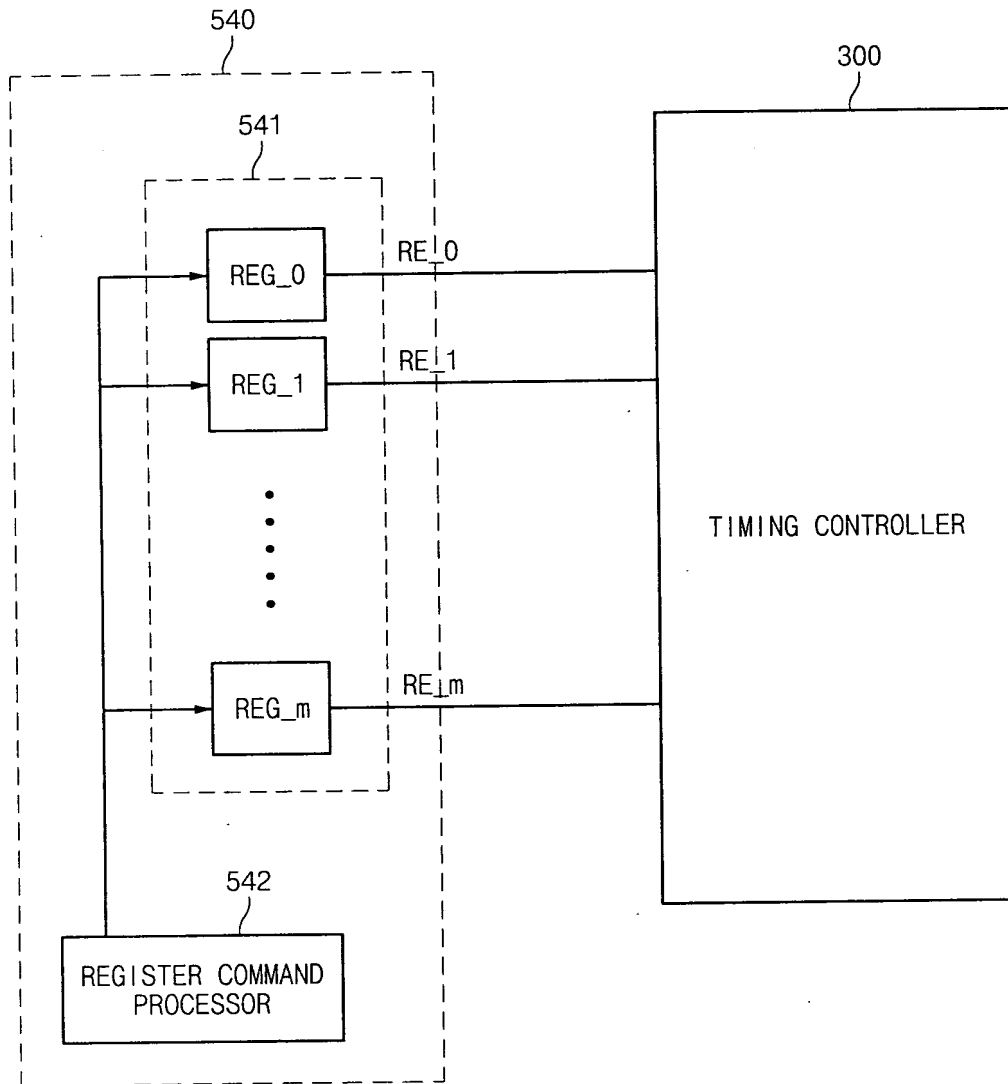 540
300
541
REG_0
RE_0
REG_1
RE_1
TIMING CONTROLLER
REG_m
RE_m
542
REGISTER COMMAND
PROCESSOR